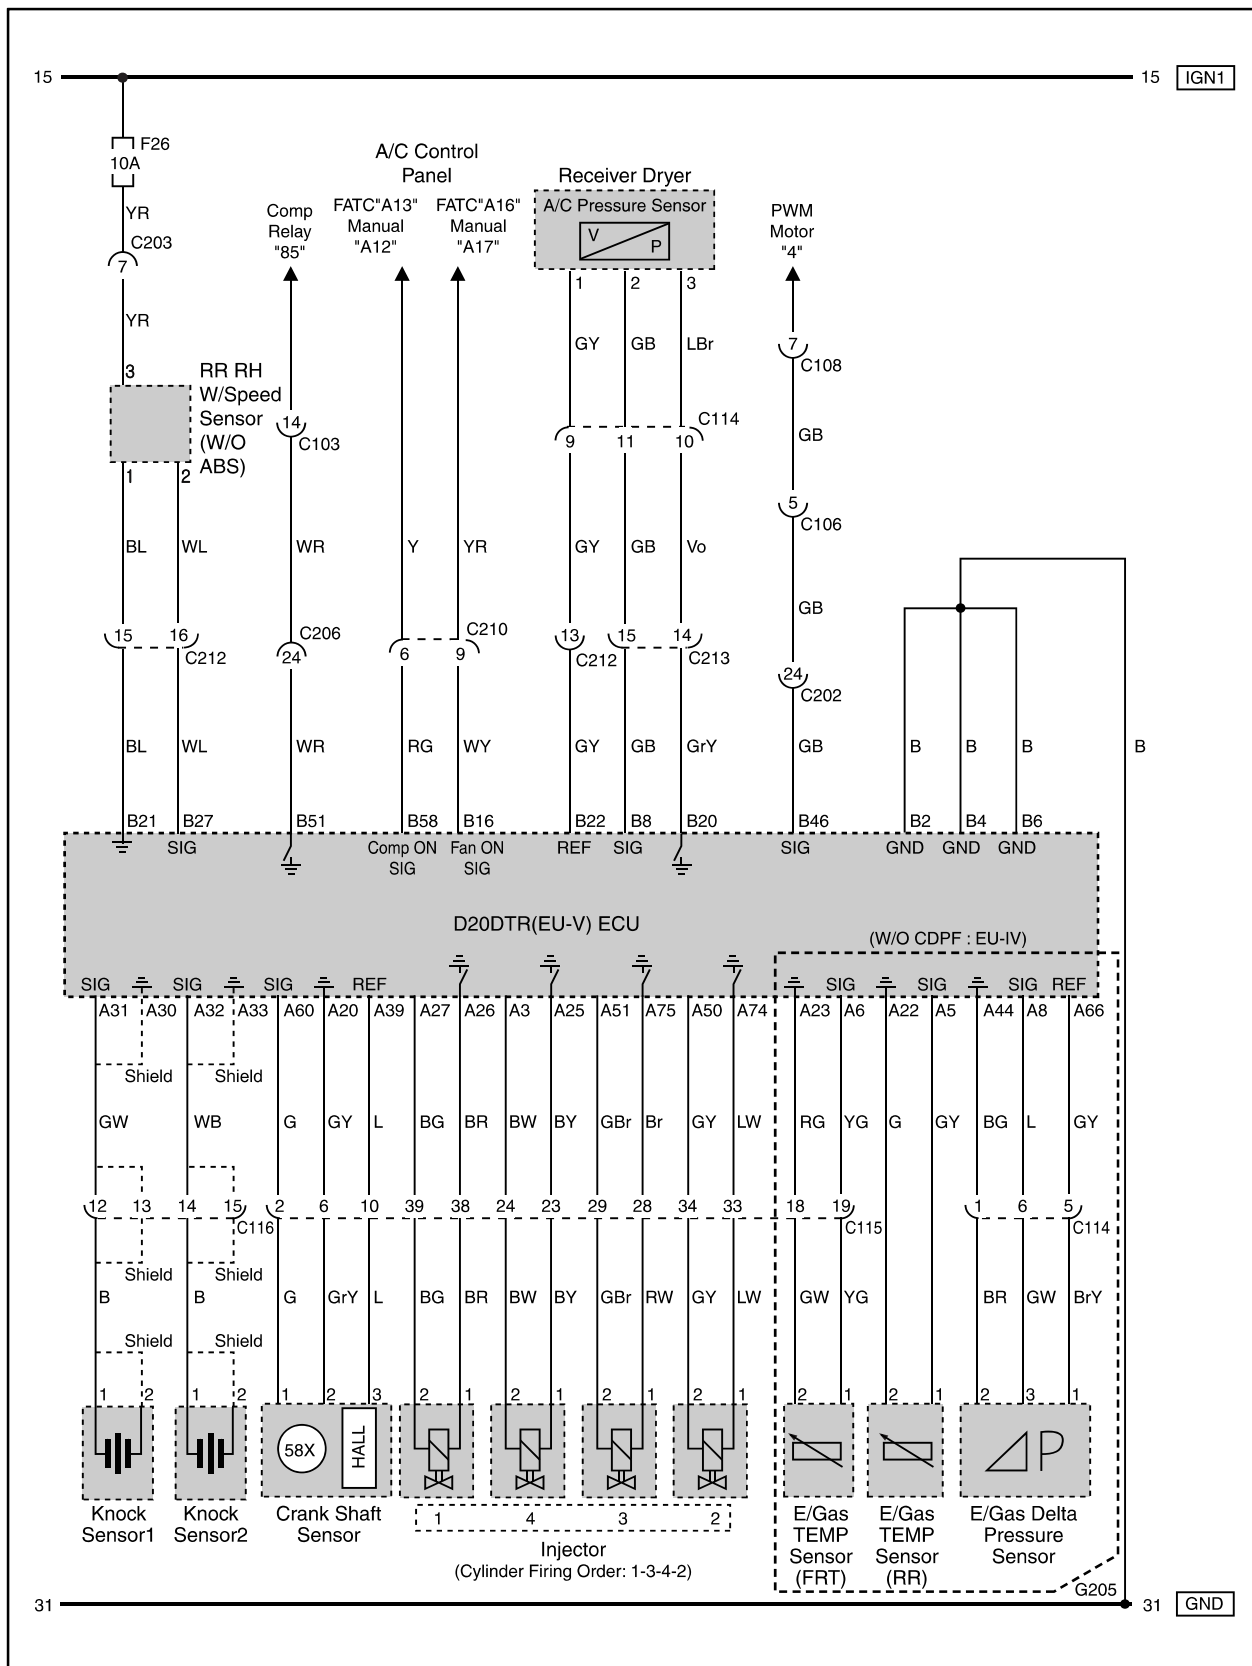 15
15 IGN1
F26
10A
YR
C203
7
YR
3
RR RH
W/Speed
Sensor
(W/O
ABS)
1 2
BL WL
15 16
C212
BL WL
B21 B27
SIG
Comp
Relay
"85"
14
C103
WR
C206
24
WR
B51
A/C Control
Panel
FATC"A13" FATC"A16"
Manual Manual
"A12" "A17"
Y YR
C210
6 9
RG WY
B58 B16
Comp ON Fan ON
SIG SIG
Receiver Dryer
A/C Pressure Sensor
V
P
1 2 3
GY GB LBr
C114
9 11 10
GY GB Vo
13 15 14
C212 C213
GY GB GrY
B22 B8 B20
REF SIG
PWM
Motor
"4"
7
C108
GB
5
C106
GB
24
C202
GB
B46
SIG
B B B B
B2 B4 B6
GND GND GND
D20DTR(EU-V) ECU
(W/O CDPF : EU-IV)
SIG SIG SIG REF SIG SIG SIG REF
A31 A30 A32 A33 A60 A20 A39 A27 A26 A3 A25 A51 A75 A50 A74 A23 A6 A22 A5 A44 A8 A66
Shield Shield
GW WB G GY L BG BR BW BY GBr Br GY LW RG YG G GY BG L GY
12 13 14 15 2 6 10 39 38 24 23 29 28 34 33 18 19 1 6 5
C116 C115 C114
Shield Shield
B B G GrY L BG BR BW BY GBr RW GY LW GW YG BR GW BrY
Shield Shield
1 2 1 2 1 2 3 2 1 2 1 2 1 2 1 2 1 2 1 2 3 1
58X
HALL
P
Knock
Sensor1
Knock
Sensor2
Crank Shaft
Sensor
1 4 3 2
Injector
(Cylinder Firing Order: 1-3-4-2)
E/Gas
TEMP
Sensor
(FRT)
E/Gas
TEMP
Sensor
(RR)
E/Gas Delta
Pressure
Sensor
G205
31
31 GND